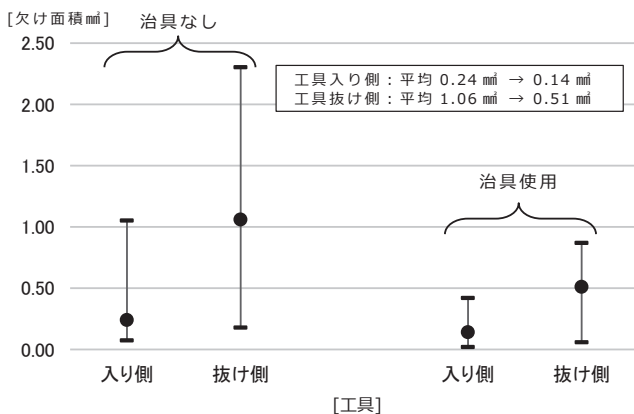 [欠け面積㎟]
治具なし
2.50
2.00
1.50
1.00
0.50
0.00
工具入り側：平均 0.24 ㎟ → 0.14 ㎟
工具抜け側：平均 1.06 ㎟ → 0.51 ㎟
治具使用
入り側 抜け側 入り側 抜け側
[工具]